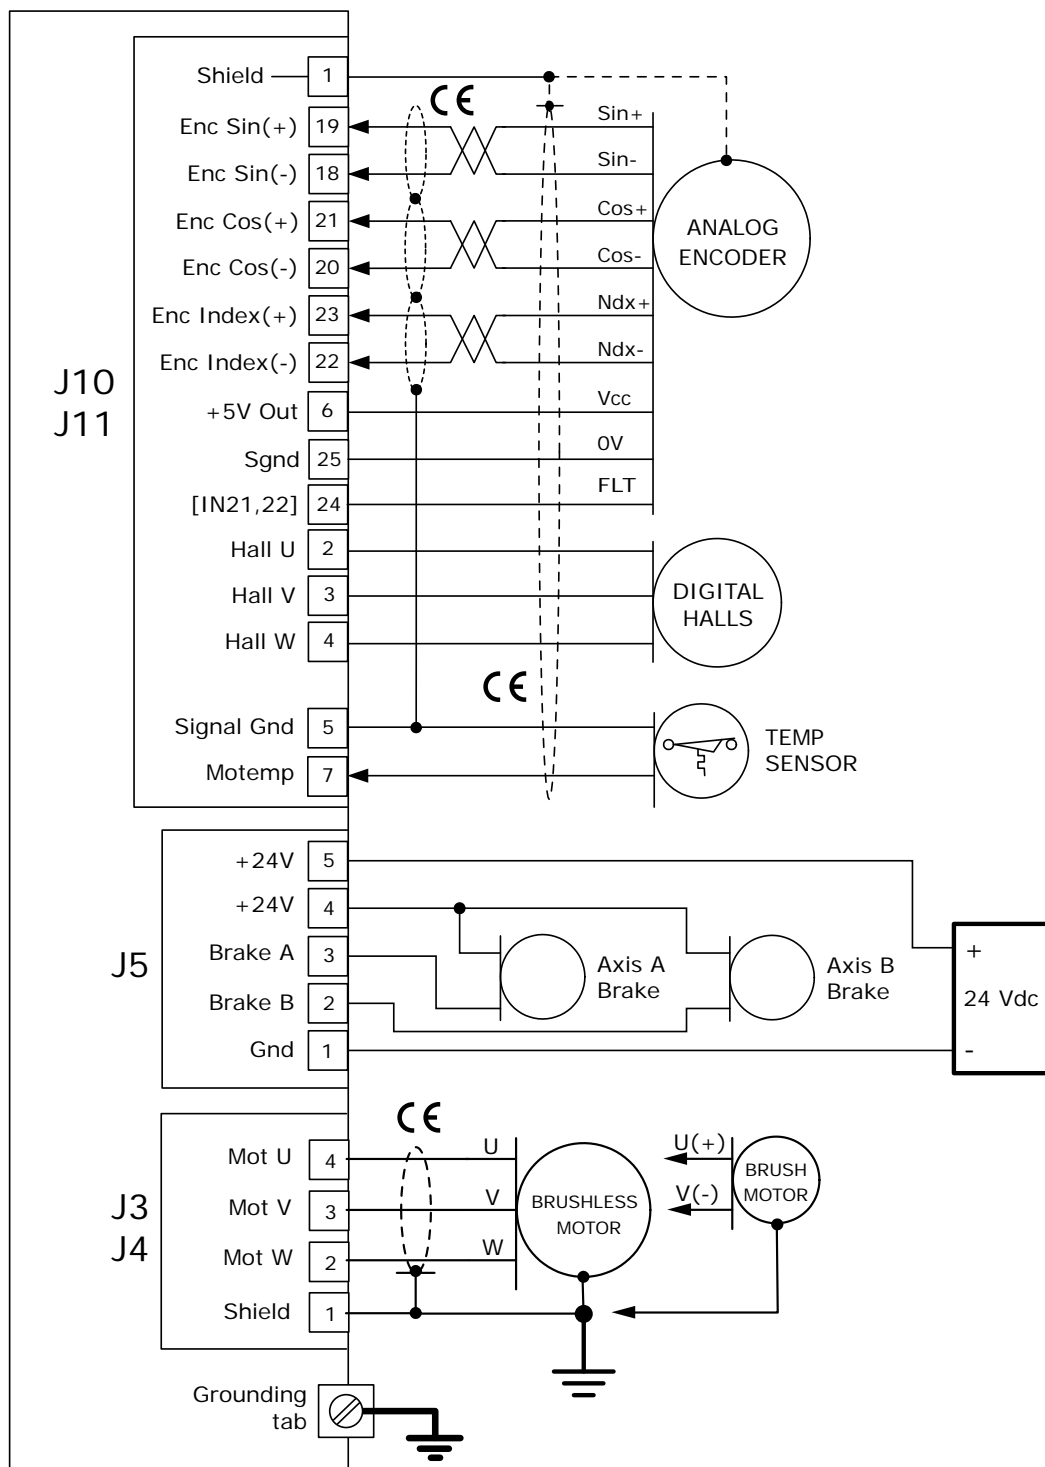 Shield 1
Enc Sin(+) 19 Sin+
Enc Sin(-) 18 Sin-
Enc Cos(+) 21 Cos+
Enc Cos(-) 20 Cos-
Enc Index(+) 23 Ndx+
Enc Index(-) 22 Ndx-
+5V Out 6 Vcc
Sgnd 25 0V
[IN21,22] 24 FLT
Hall U 2
Hall V 3
Hall W 4
Signal Gnd 5
Motemp 7
J10
J11
CE
CE
ANALOG
ENCODER
DIGITAL
HALLS
TEMP
SENSOR
J5
+24V 5
+24V 4
Brake A 3
Brake B 2
Gnd 1
Axis A
Brake
Axis B
Brake
+
24 Vdc
-
J3
J4
CE
Mot U 4 U
Mot V 3 V
Mot W 2 W
Shield 1
BRUSHLESS
MOTOR
U(+)
V(-)
BRUSH
MOTOR
Grounding
tab